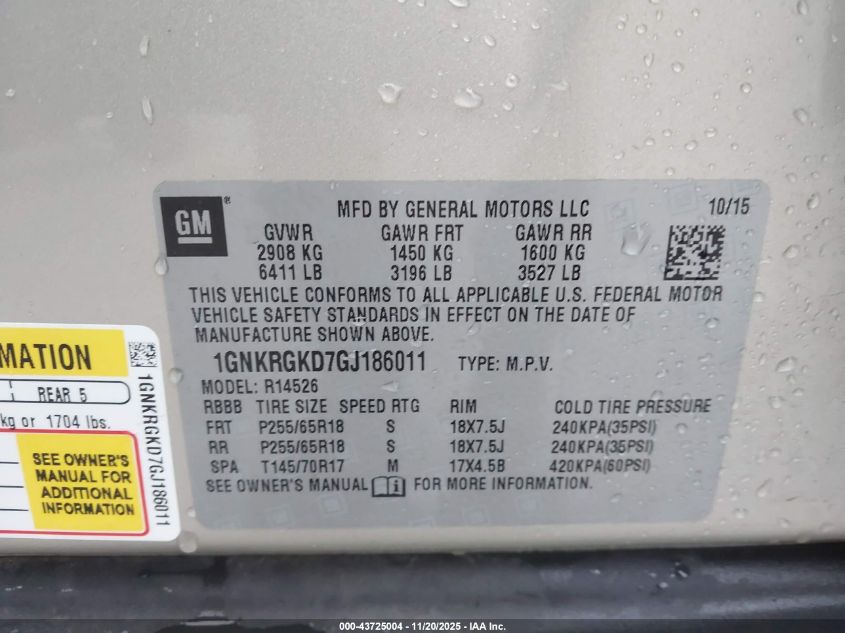 GM ®
MFD BY GENERAL MOTORS LLC 10/15
GVWR GAWR FRT GAWR RR
2908 KG 1450 KG 1600 KG
6411 LB 3196 LB 3527 LB
THIS VEHICLE CONFORMS TO ALL APPLICABLE U.S. FEDERAL MOTOR
VEHICLE SAFETY STANDARDS IN EFFECT ON THE DATE OF
MANUFACTURE SHOWN ABOVE.
1GNKRGKD7GJ186011 TYPE: M.P.V.
MODEL: R14526
RBBB TIRE SIZE SPEED RTG RIM COLD TIRE PRESSURE
FRT P255/65R18 S 18X7.5J 240KPA(35PSI)
RR P255/65R18 S 18X7.5J 240KPA(35PSI)
SPA T145/70R17 M 17X4.5B 420KPA(60PSI)
SEE OWNER'S MANUAL i FOR MORE INFORMATION.
MATION
REAR 5
kg or 1704 lbs.
SEE OWNER'S
MANUAL FOR
ADDITIONAL
INFORMATION
1GNKRGKD7GJ186011
000-43725004 — 11/20/2025 — IAA Inc.